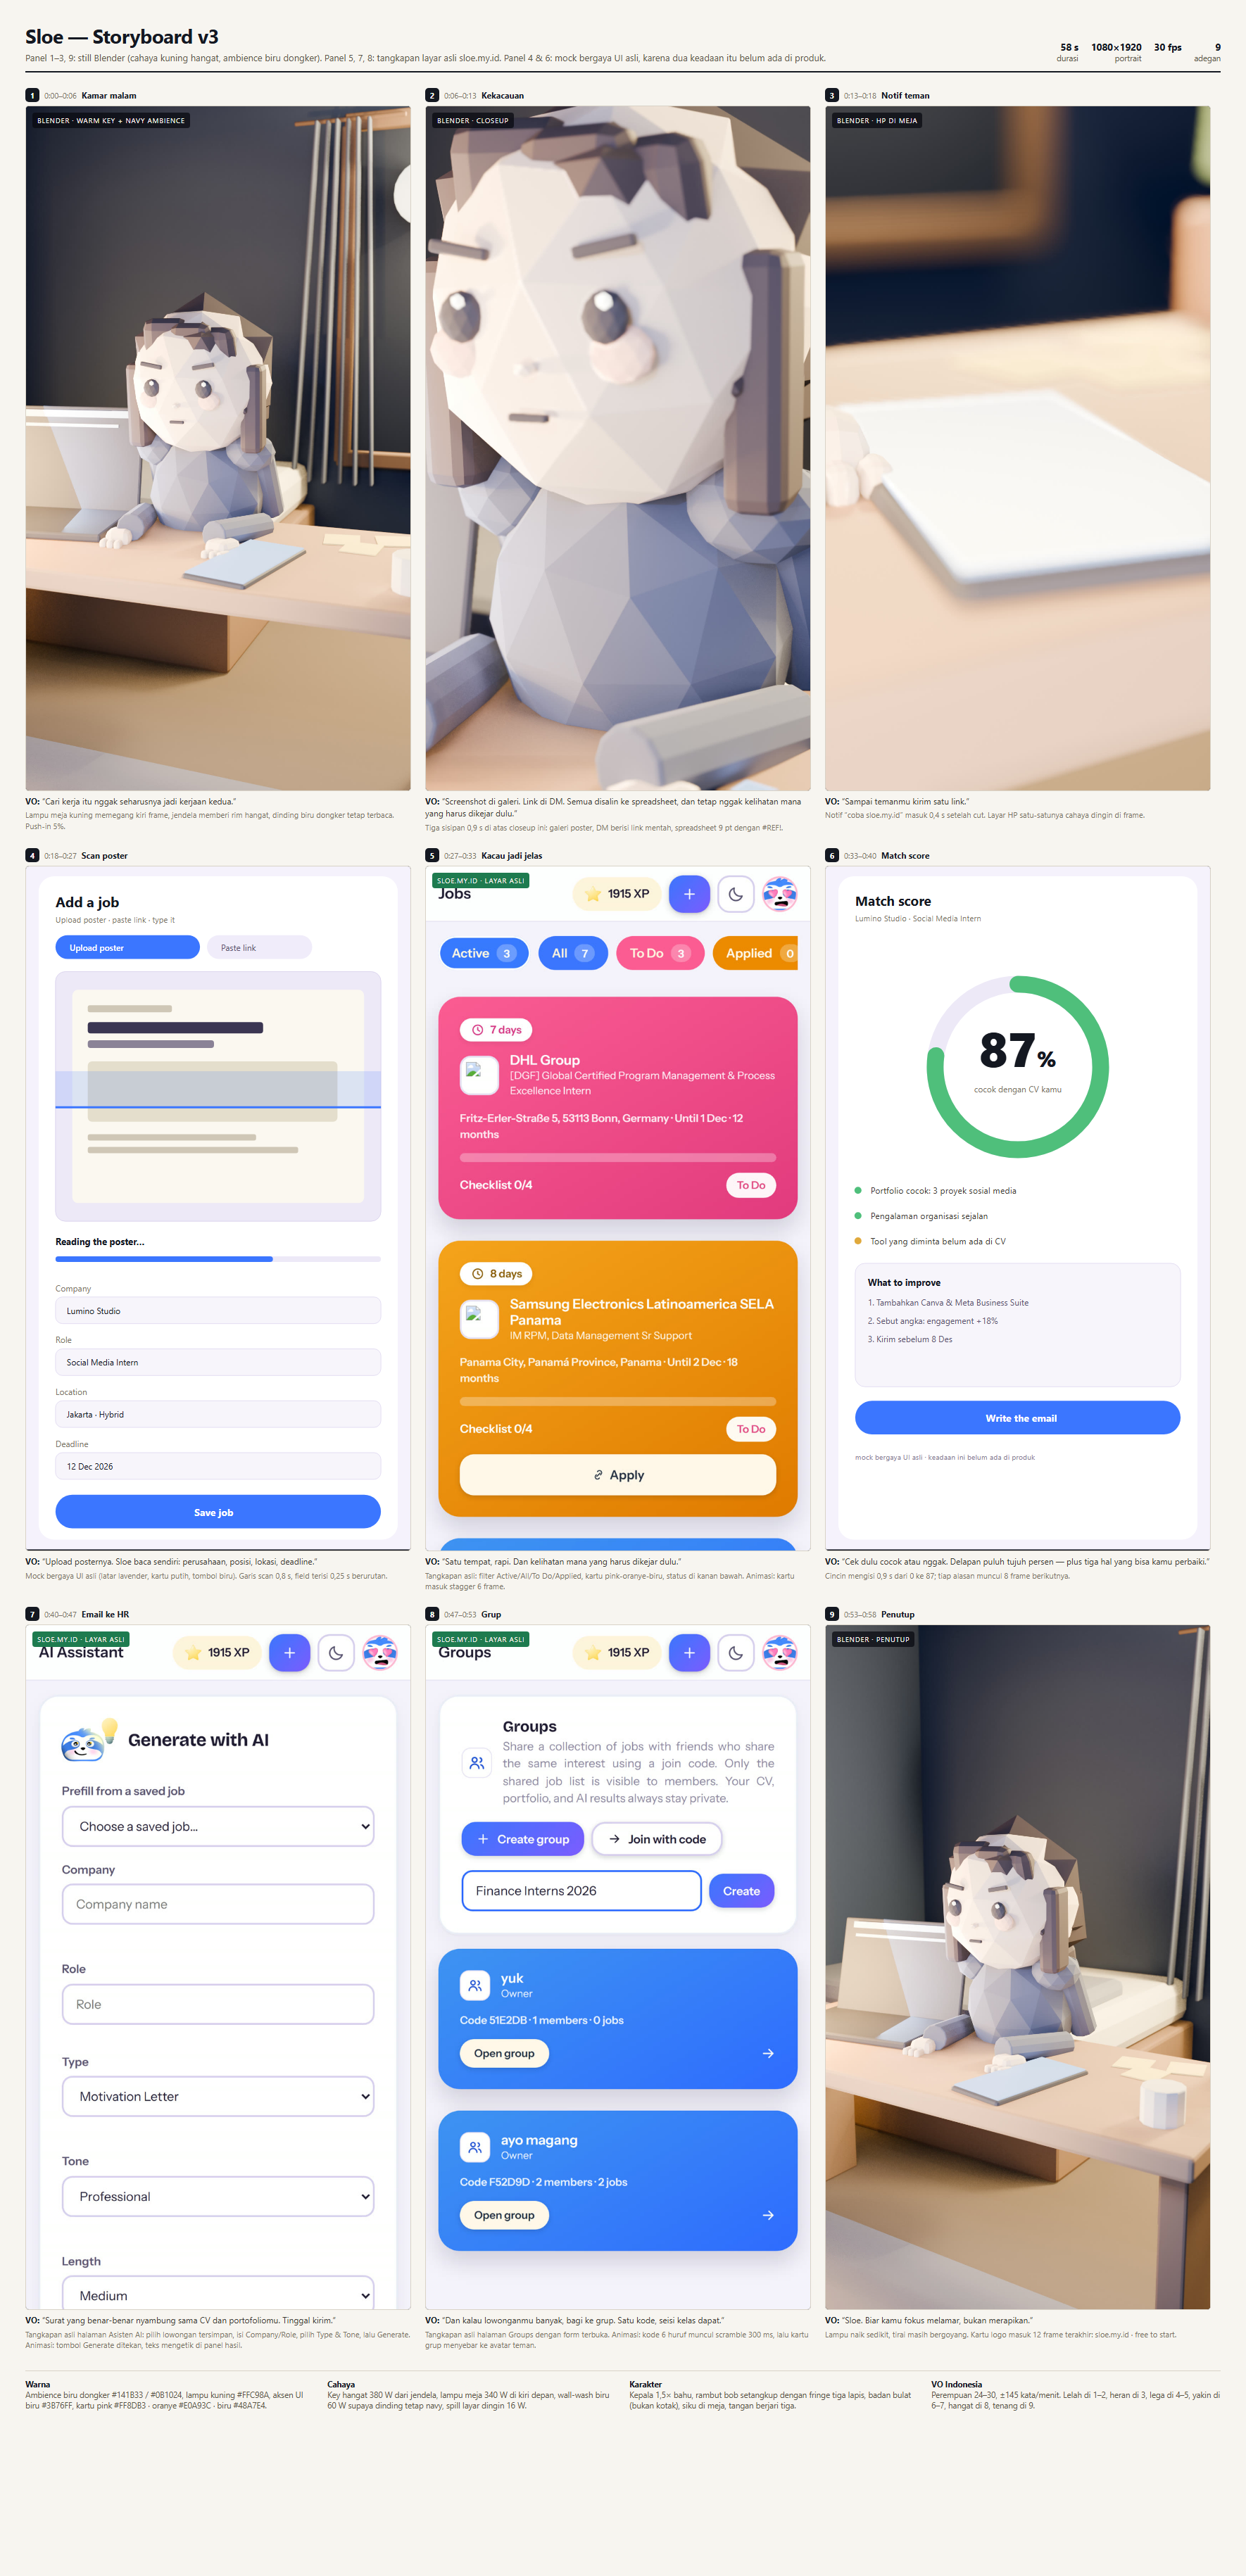 Sloe — Storyboard v3
Panel 1–3, 9: still Blender (cahaya kuning hangat, ambience biru dongker). Panel 5, 7, 8: tangkapan layar asli sloe.my.id. Panel 4 & 6: mock bergaya UI asli, karena dua keadaan itu belum ada di produk.
58 s 1080×1920 30 fps 9
durasi portrait adegan
1 0:00–0:06 Kamar malam
BLENDER · WARM KEY + NAVY AMBIENCE
VO: “Cari kerja itu nggak seharusnya jadi kerjaan kedua.”
Lampu meja kuning memegang kiri frame, jendela memberi rim hangat, dinding biru dongker tetap terbaca.
Push-in 5%.
2 0:06–0:13 Kekacauan
BLENDER · CLOSEUP
VO: “Screenshot di galeri. Link di DM. Semua disalin ke spreadsheet, dan tetap nggak kelihatan mana
yang harus dikejar dulu.”
Tiga sisipan 0,9 s di atas closeup ini: galeri poster, DM berisi link mentah, spreadsheet 9 pt dengan #REF!.
3 0:13–0:18 Notif teman
BLENDER · HP DI MEJA
VO: “Sampai temanmu kirim satu link.”
Notif “coba sloe.my.id” masuk 0,4 s setelah cut. Layar HP satu-satunya cahaya dingin di frame.
4 0:18–0:27 Scan poster
Add a job
Upload poster · paste link · type it
Upload poster Paste link
Reading the poster...
Company
Lumino Studio
Role
Social Media Intern
Location
Jakarta · Hybrid
Deadline
12 Dec 2026
Save job
VO: “Upload posternya. Sloe baca sendiri: perusahaan, posisi, lokasi, deadline.”
Mock bergaya UI asli (latar lavender, kartu putih, tombol biru). Garis scan 0,8 s, field terisi 0,25 s berurutan.
5 0:27–0:33 Kacau jadi jelas
SLOE.MY.ID · LAYAR ASLI
Jobs 1915 XP
Active 3 All 7 To Do 3 Applied 0
7 days
DHL Group
[DGF] Global Certified Program Management & Process
Excellence Intern
Fritz-Erler-Straße 5, 53113 Bonn, Germany · Until 1 Dec · 12
months
Checklist 0/4 To Do
8 days
Samsung Electronics Latinoamerica SELA
Panama
IM RPM, Data Management Sr Support
Panama City, Panamá Province, Panama · Until 2 Dec · 18
months
Checklist 0/4 To Do
Apply
VO: “Satu tempat, rapi. Dan kelihatan mana yang harus dikejar dulu.”
Tangkapan asli: filter Active/All/To Do/Applied, kartu pink-oranye-biru, status di kanan bawah. Animasi: kartu
masuk stagger 6 frame.
6 0:33–0:40 Match score
Match score
Lumino Studio · Social Media Intern
87%
cocok dengan CV kamu
Portfolio cocok: 3 proyek sosial media
Pengalaman organisasi sejalan
Tool yang diminta belum ada di CV
What to improve
1. Tambahkan Canva & Meta Business Suite
2. Sebut angka: engagement +18%
3. Kirim sebelum 8 Des
Write the email
mock bergaya UI asli · keadaan ini belum ada di produk
VO: “Cek dulu cocok atau nggak. Delapan puluh tujuh persen — plus tiga hal yang bisa kamu perbaiki.”
Cincin mengisi 0,9 s dari 0 ke 87; tiap alasan muncul 8 frame berikutnya.
7 0:40–0:47 Email ke HR
SLOE.MY.ID · LAYAR ASLI
AI Assistant 1915 XP
Generate with AI
Prefill from a saved job
Choose a saved job...
Company
Company name
Role
Role
Type
Motivation Letter
Tone
Professional
Length
Medium
VO: “Surat yang benar-benar nyambung sama CV dan portofoliomu. Tinggal kirim.”
Tangkapan asli halaman Asisten AI: pilih lowongan tersimpan, isi Company/Role, pilih Type & Tone, lalu Generate.
Animasi: tombol Generate ditekan, teks mengetik di panel hasil.
8 0:47–0:53 Grup
SLOE.MY.ID · LAYAR ASLI
Groups 1915 XP
Groups
Share a collection of jobs with friends who share
the same interest using a join code. Only the
shared job list is visible to members. Your CV,
portfolio, and AI results always stay private.
Create group Join with code
Finance Interns 2026 Create
yuk
Owner
Code 51E2DB · 1 members · 0 jobs
Open group
ayo magang
Owner
Code F52D9D · 2 members · 2 jobs
Open group
VO: “Dan kalau lowonganmu banyak, bagi ke grup. Satu kode, seisi kelas dapat.”
Tangkapan asli halaman Groups dengan form terbuka. Animasi: kode 6 huruf muncul scramble 300 ms, lalu kartu
grup menyebar ke avatar teman.
9 0:53–0:58 Penutup
BLENDER · PENUTUP
VO: “Sloe. Biar kamu fokus melamar, bukan merapikan.”
Lampu naik sedikit, tirai masih bergoyang. Kartu logo masuk 12 frame terakhir: sloe.my.id · free to start.
Warna
Ambience biru dongker #141B33 / #0B1024, lampu kuning #FFC98A, aksen UI
biru #3B76FF, kartu pink #FF8DB3 · oranye #E0A93C · biru #48A7E4.
Cahaya
Key hangat 380 W dari jendela, lampu meja 340 W di kiri depan, wall-wash biru
60 W supaya dinding tetap navy, spill layar dingin 16 W.
Karakter
Kepala 1,5× bahu, rambut bob setangkup dengan fringe tiga lapis, badan bulat
(bukan kotak), siku di meja, tangan berjari tiga.
VO Indonesia
Perempuan 24–30, ±145 kata/menit. Lelah di 1–2, heran di 3, lega di 4–5, yakin di
6–7, hangat di 8, tenang di 9.